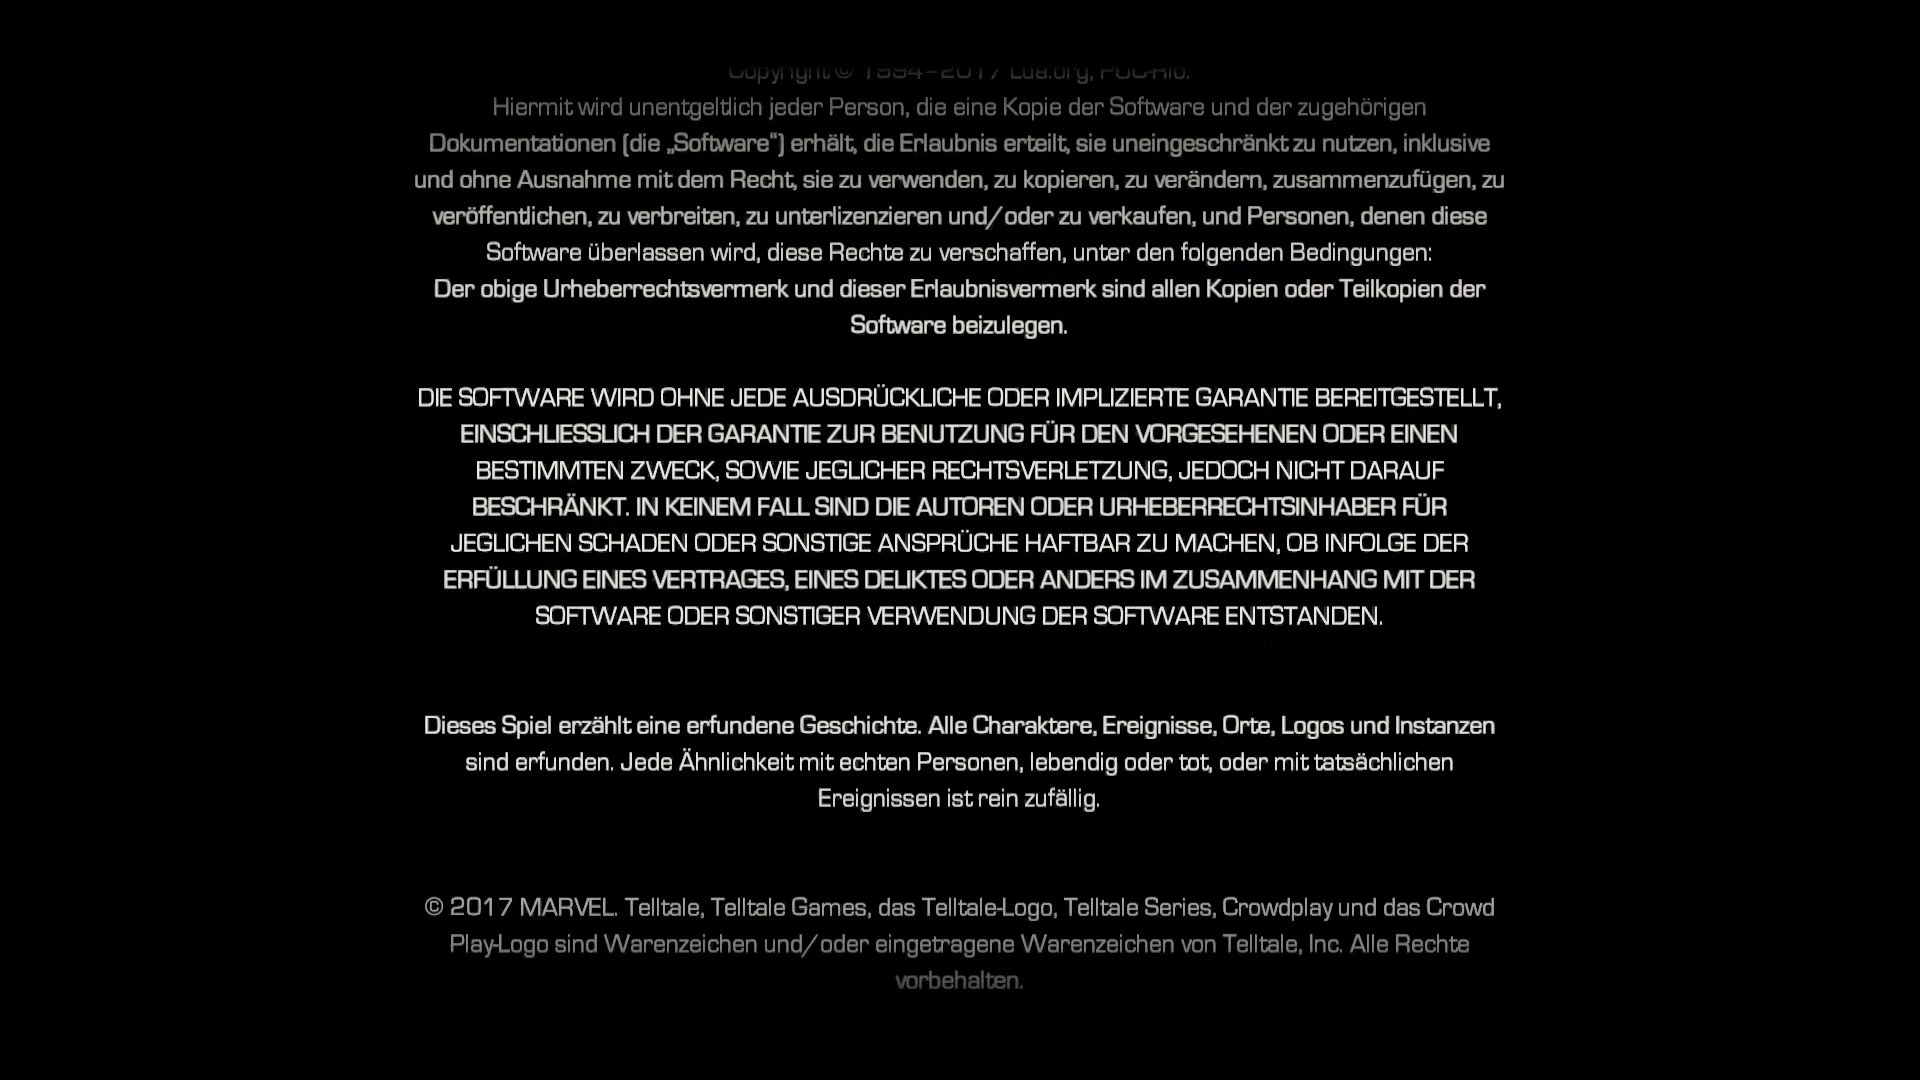 Copyright © 1994–2017 Lua.org, PUC-Rio.
Hiermit wird unentgeltlich jeder Person, die eine Kopie der Software und der zugehörigen
Dokumentationen (die „Software“) erhält, die Erlaubnis erteilt, sie uneingeschränkt zu nutzen, inklusive
und ohne Ausnahme mit dem Recht, sie zu verwenden, zu kopieren, zu verändern, zusammenzufügen, zu
veröffentlichen, zu verbreiten, zu unterlizenzieren und/oder zu verkaufen, und Personen, denen diese
Software überlassen wird, diese Rechte zu verschaffen, unter den folgenden Bedingungen:
Der obige Urheberrechtsvermerk und dieser Erlaubnisvermerk sind allen Kopien oder Teilkopien der
Software beizulegen.
DIE SOFTWARE WIRD OHNE JEDE AUSDRÜCKLICHE ODER IMPLIZIERTE GARANTIE BEREITGESTELLT,
EINSCHLIESSLICH DER GARANTIE ZUR BENUTZUNG FÜR DEN VORGESEHENEN ODER EINEN
BESTIMMTEN ZWECK, SOWIE JEGLICHER RECHTSVERLETZUNG, JEDOCH NICHT DARAUF
BESCHRÄNKT. IN KEINEM FALL SIND DIE AUTOREN ODER URHEBERRECHTSINHABER FÜR
JEGLICHEN SCHADEN ODER SONSTIGE ANSPRÜCHE HAFTBAR ZU MACHEN, OB INFOLGE DER
ERFÜLLUNG EINES VERTRAGES, EINES DELIKTES ODER ANDERS IM ZUSAMMENHANG MIT DER
SOFTWARE ODER SONSTIGER VERWENDUNG DER SOFTWARE ENTSTANDEN.
Dieses Spiel erzählt eine erfundene Geschichte. Alle Charaktere, Ereignisse, Orte, Logos und Instanzen
sind erfunden. Jede Ähnlichkeit mit echten Personen, lebendig oder tot, oder mit tatsächlichen
Ereignissen ist rein zufällig.
© 2017 MARVEL. Telltale, Telltale Games, das Telltale-Logo, Telltale Series, Crowdplay und das Crowd
Play-Logo sind Warenzeichen und/oder eingetragene Warenzeichen von Telltale, Inc. Alle Rechte
vorbehalten.